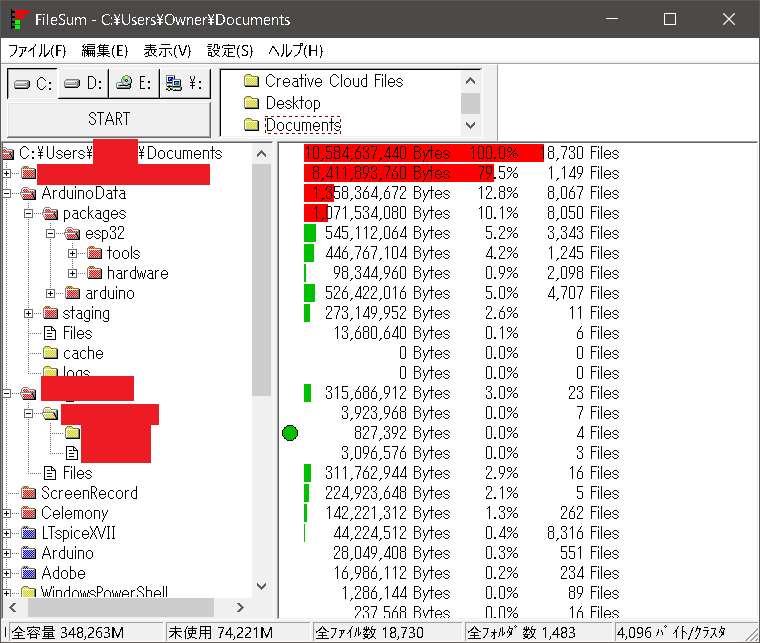 FileSum - C:¥Users¥Owner¥Documents
ファイル(F) 編集(E) 表示(V) 設定(S) ヘルプ(H)
C: D: E: ¥:
START
Creative Cloud Files
Desktop
Documents
C:¥Users¥ ¥Documents 10,584,637,440 Bytes 100.0% 8,730 Files
8,411,893,760 Bytes 79.5% 1,149 Files
ArduinoData 1,358,364,672 Bytes 12.8% 8,067 Files
packages 1,071,534,080 Bytes 10.1% 8,050 Files
esp32 545,112,064 Bytes 5.2% 3,343 Files
tools 446,767,104 Bytes 4.2% 1,245 Files
hardware 98,344,960 Bytes 0.9% 2,098 Files
arduino 526,422,016 Bytes 5.0% 4,707 Files
staging 273,149,952 Bytes 2.6% 11 Files
Files 13,680,640 Bytes 0.1% 6 Files
cache 0 Bytes 0.0% 0 Files
logs 0 Bytes 0.0% 0 Files
315,686,912 Bytes 3.0% 23 Files
3,923,968 Bytes 0.0% 7 Files
827,392 Bytes 0.0% 4 Files
3,096,576 Bytes 0.0% 3 Files
Files 311,762,944 Bytes 2.9% 16 Files
ScreenRecord 224,923,648 Bytes 2.1% 5 Files
Celemony 142,221,312 Bytes 1.3% 262 Files
LTspiceXVII 44,224,512 Bytes 0.4% 8,316 Files
Arduino 28,049,408 Bytes 0.3% 551 Files
Adobe 16,986,112 Bytes 0.2% 234 Files
WindowsPowerShell 1,286,144 Bytes 0.0% 89 Files
237,568 Bytes 0.0% 16 Files
全容量 348,263M 未使用 74,221M 全ファイル数 18,730 全フォルダ数 1,483 4,096 バイト/クラスタ